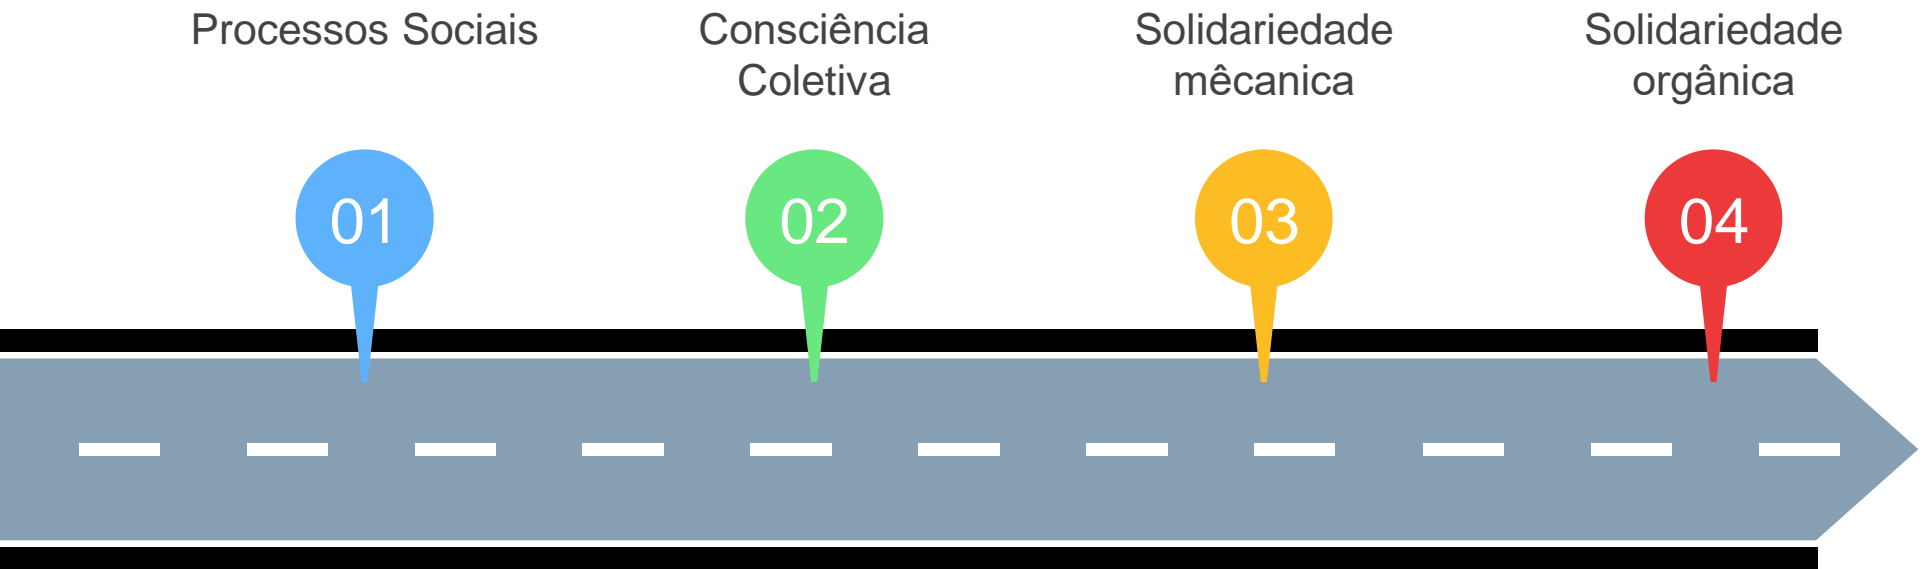 Processos Sociais
Consciência
Coletiva
Solidariedade
mêcanica
Solidariedade
orgânica
01
02
03
04